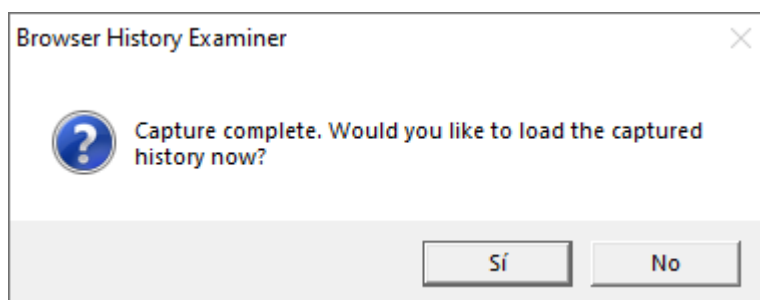 Browser History Examiner
Capture complete. Would you like to load the captured
history now?
Sí
No